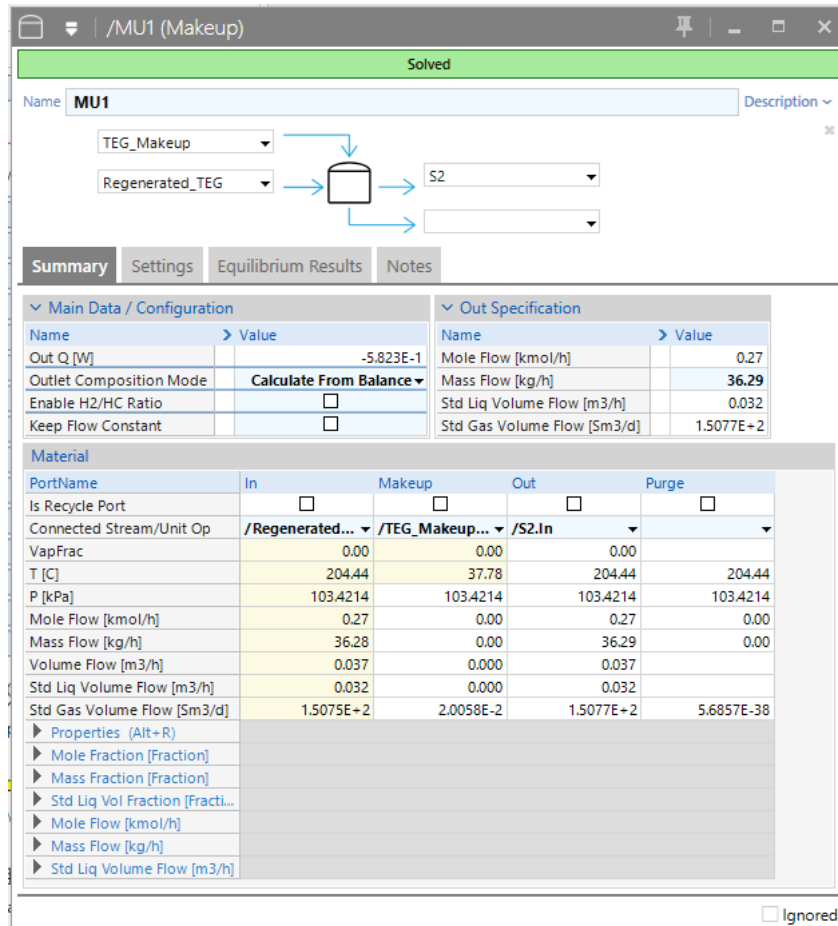 /MU1 (Makeup)
Solved
Name MU1 Description
TEG_Makeup
Regenerated_TEG S2
Summary Settings Equilibrium Results Notes
Main Data / Configuration Out Specification
Name Value Name Value
Out Q [W] -5.823E-1 Mole Flow [kmol/h] 0.27
Outlet Composition Mode Calculate From Balance Mass Flow [kg/h] 36.29
Enable H2/HC Ratio Std Liq Volume Flow [m3/h] 0.032
Keep Flow Constant Std Gas Volume Flow [Sm3/d] 1.5077E+2
Material
PortName In Makeup Out Purge
Is Recycle Port
Connected Stream/Unit Op /Regenerated... /TEG_Makeup... /S2.In
VapFrac 0.00 0.00 0.00
T [C] 204.44 37.78 204.44 204.44
P [kPa] 103.4214 103.4214 103.4214 103.4214
Mole Flow [kmol/h] 0.27 0.00 0.27 0.00
Mass Flow [kg/h] 36.28 0.00 36.29 0.00
Volume Flow [m3/h] 0.037 0.000 0.037
Std Liq Volume Flow [m3/h] 0.032 0.000 0.032
Std Gas Volume Flow [Sm3/d] 1.5075E+2 2.0058E-2 1.5077E+2 5.6857E-38
Properties (Alt+R)
Mole Fraction [Fraction]
Mass Fraction [Fraction]
Std Liq Vol Fraction [Fracti...
Mole Flow [kmol/h]
Mass Flow [kg/h]
Std Liq Volume Flow [m3/h]
Ignored